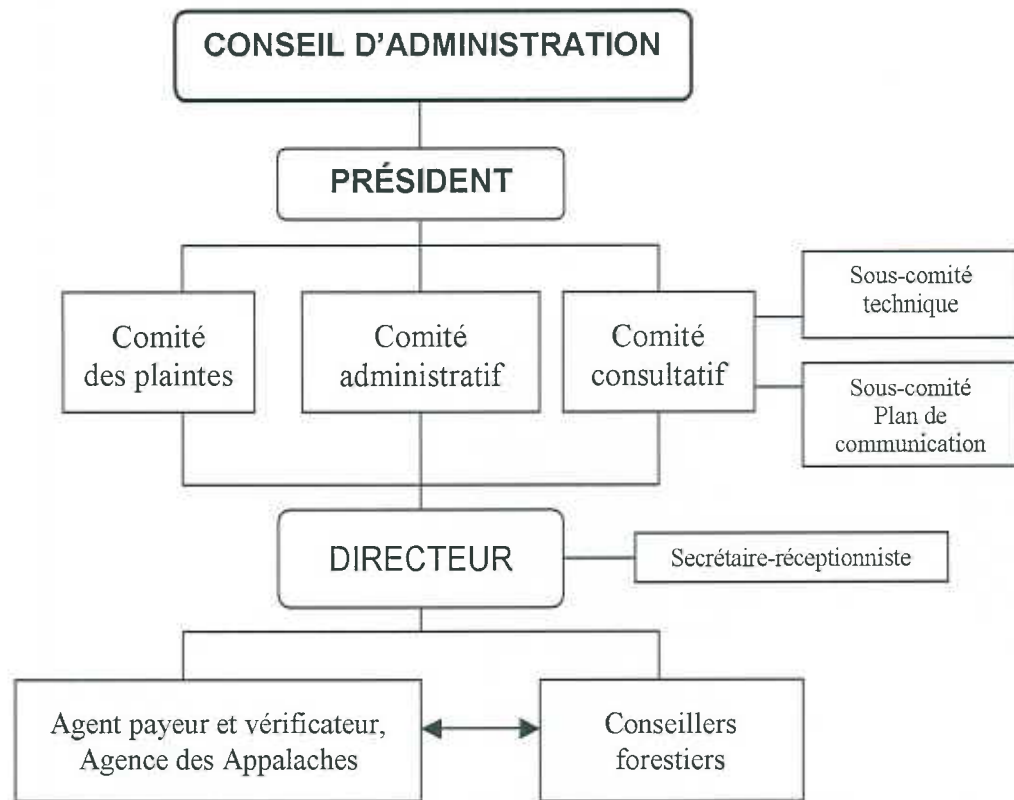 CONSEIL D'ADMINISTRATION
PRÉSIDENT
Comité
des plaintes
Comité
administratif
Comité
consultatif
Sous-comité
technique
Sous-comité
Plan de
communication
DIRECTEUR
Secrétaire-réceptionniste
Agent payeur et vérificateur,
Agence des Appalaches
Conseillers
forestiers